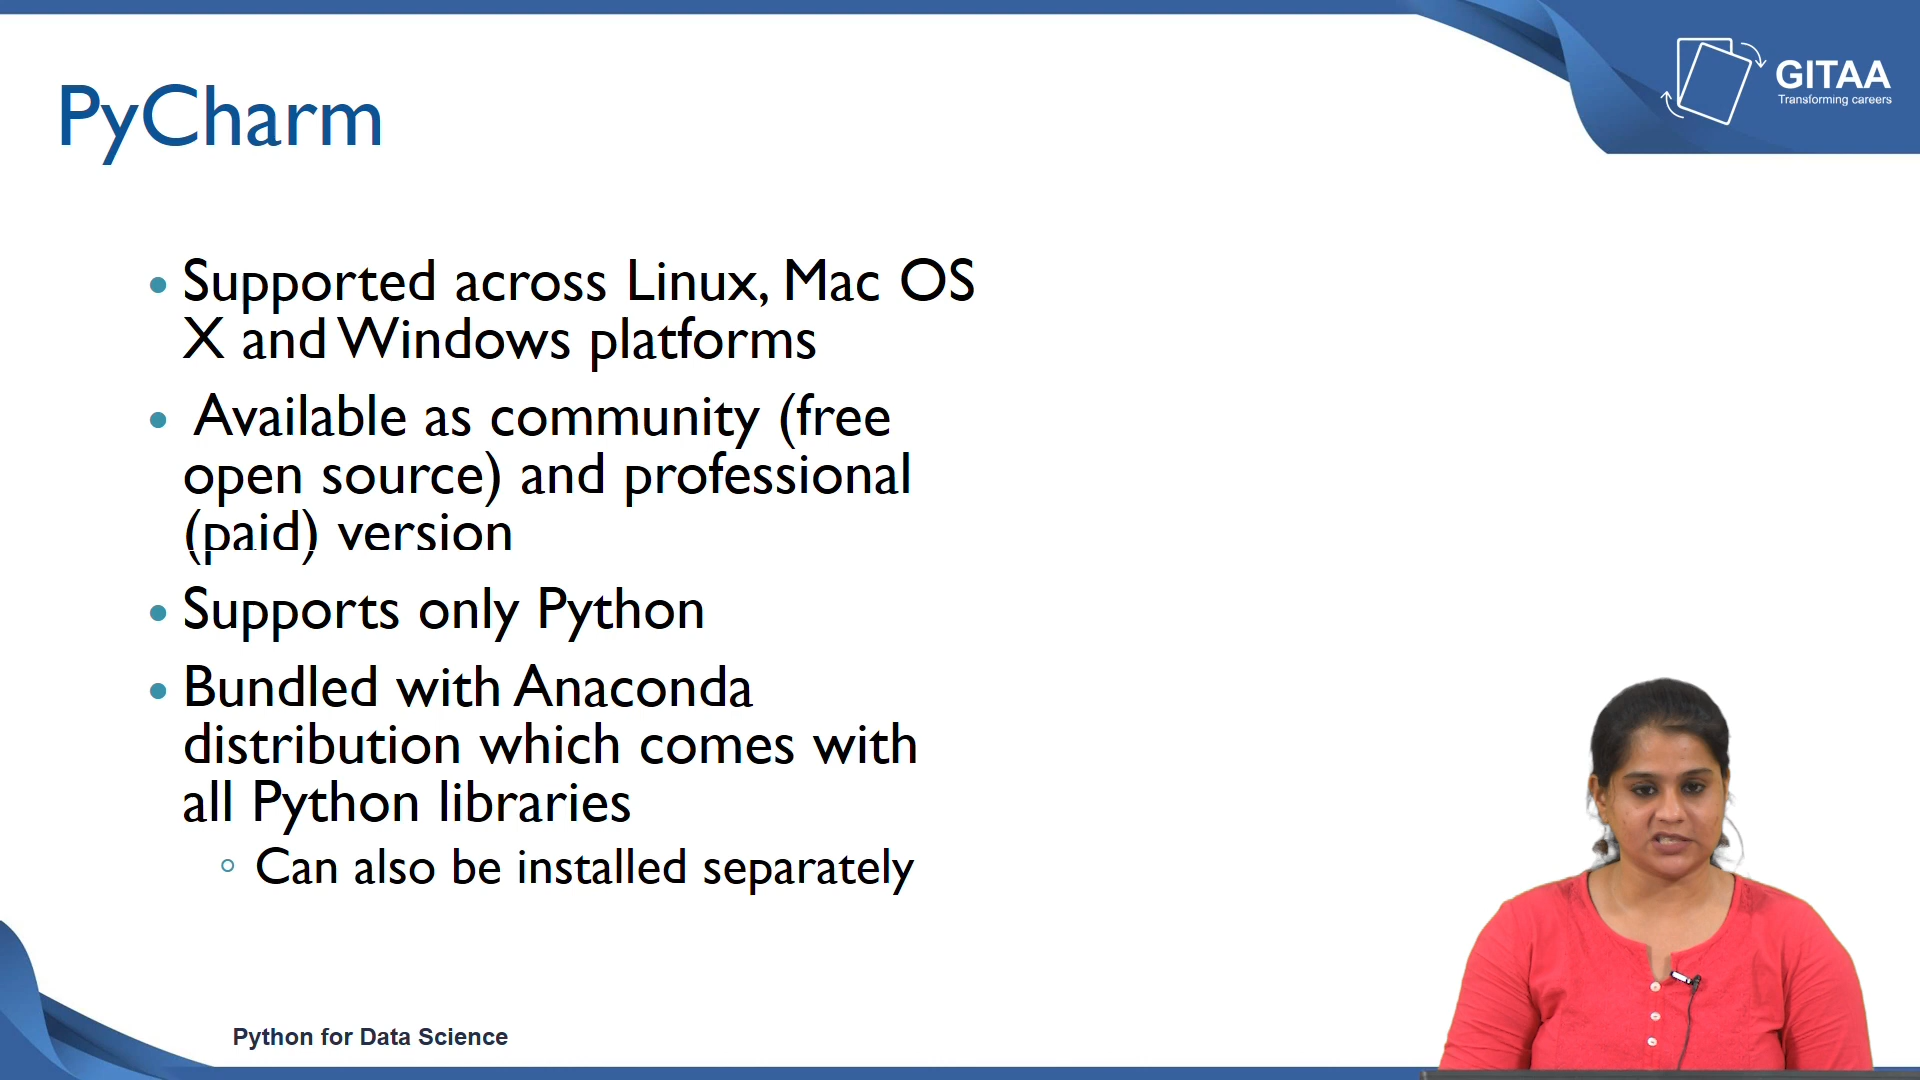 GITAA
Transforming careers
PyCharm
Supported across Linux, Mac OS
X and Windows platforms
Available as community (free
open source) and professional
(paid) version
Supports only Python
Bundled with Anaconda
distribution which comes with
all Python libraries
Can also be installed separately
Python for Data Science